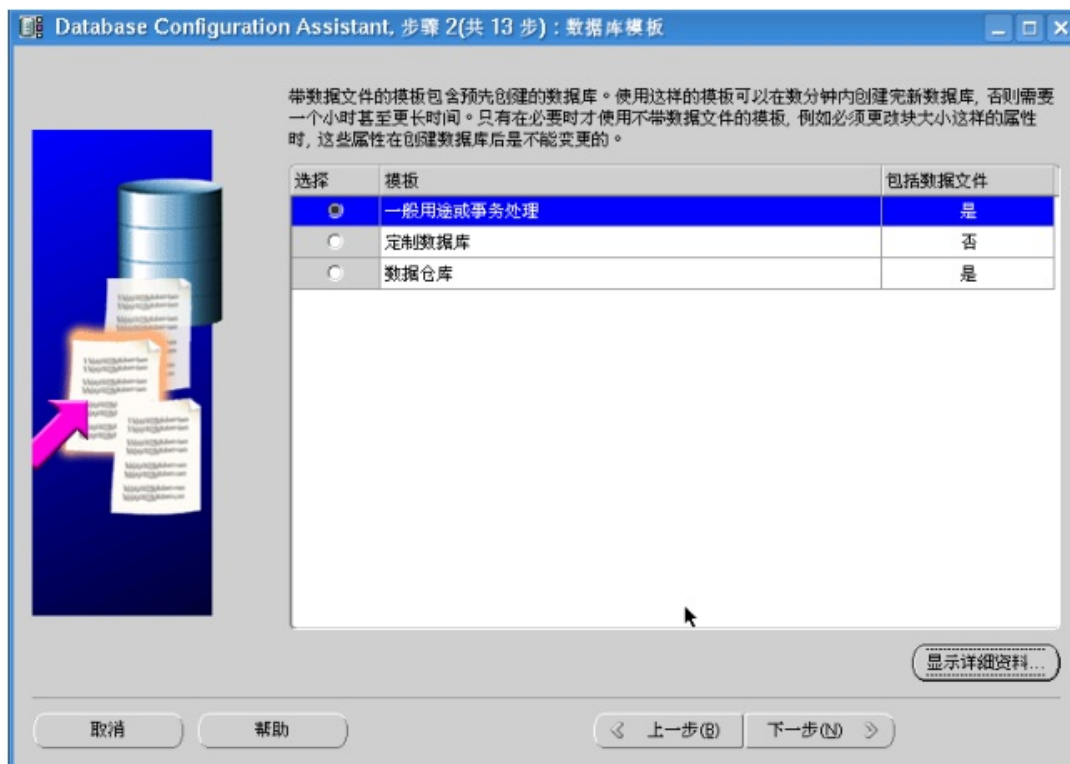 Database Configuration Assistant, 步骤 2(共 13 步) : 数据库模板
带数据文件的模板包含预先创建的数据库。使用这样的模板可以在数分钟内创建完新数据库, 否则需要
一个小时甚至更长时间。只有在必要时才使用不带数据文件的模板, 例如必须更改块大小这样的属性
时, 这些属性在创建数据库后是不能变更的。
选择 模板 包括数据文件
一般用途或事务处理 是
定制数据库 否
数据仓库 是
显示详细资料...
取消 帮助 上一步(B) 下一步(N)